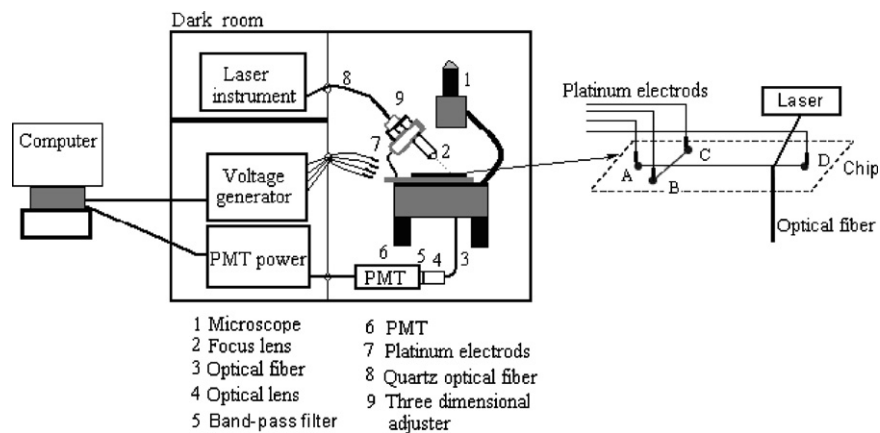 Dark room
Laser
instrument
8
9
1
7
2
Computer
Voltage
generator
PMT power
6
PMT
5 4
3
Platinum electrods
Laser
A
B
C
D
Chip
Optical fiber
1 Microscope
2 Focus lens
3 Optical fiber
4 Optical lens
5 Band-pass filter
6 PMT
7 Platinum electrods
8 Quartz optical fiber
9 Three dimensional
adjuster